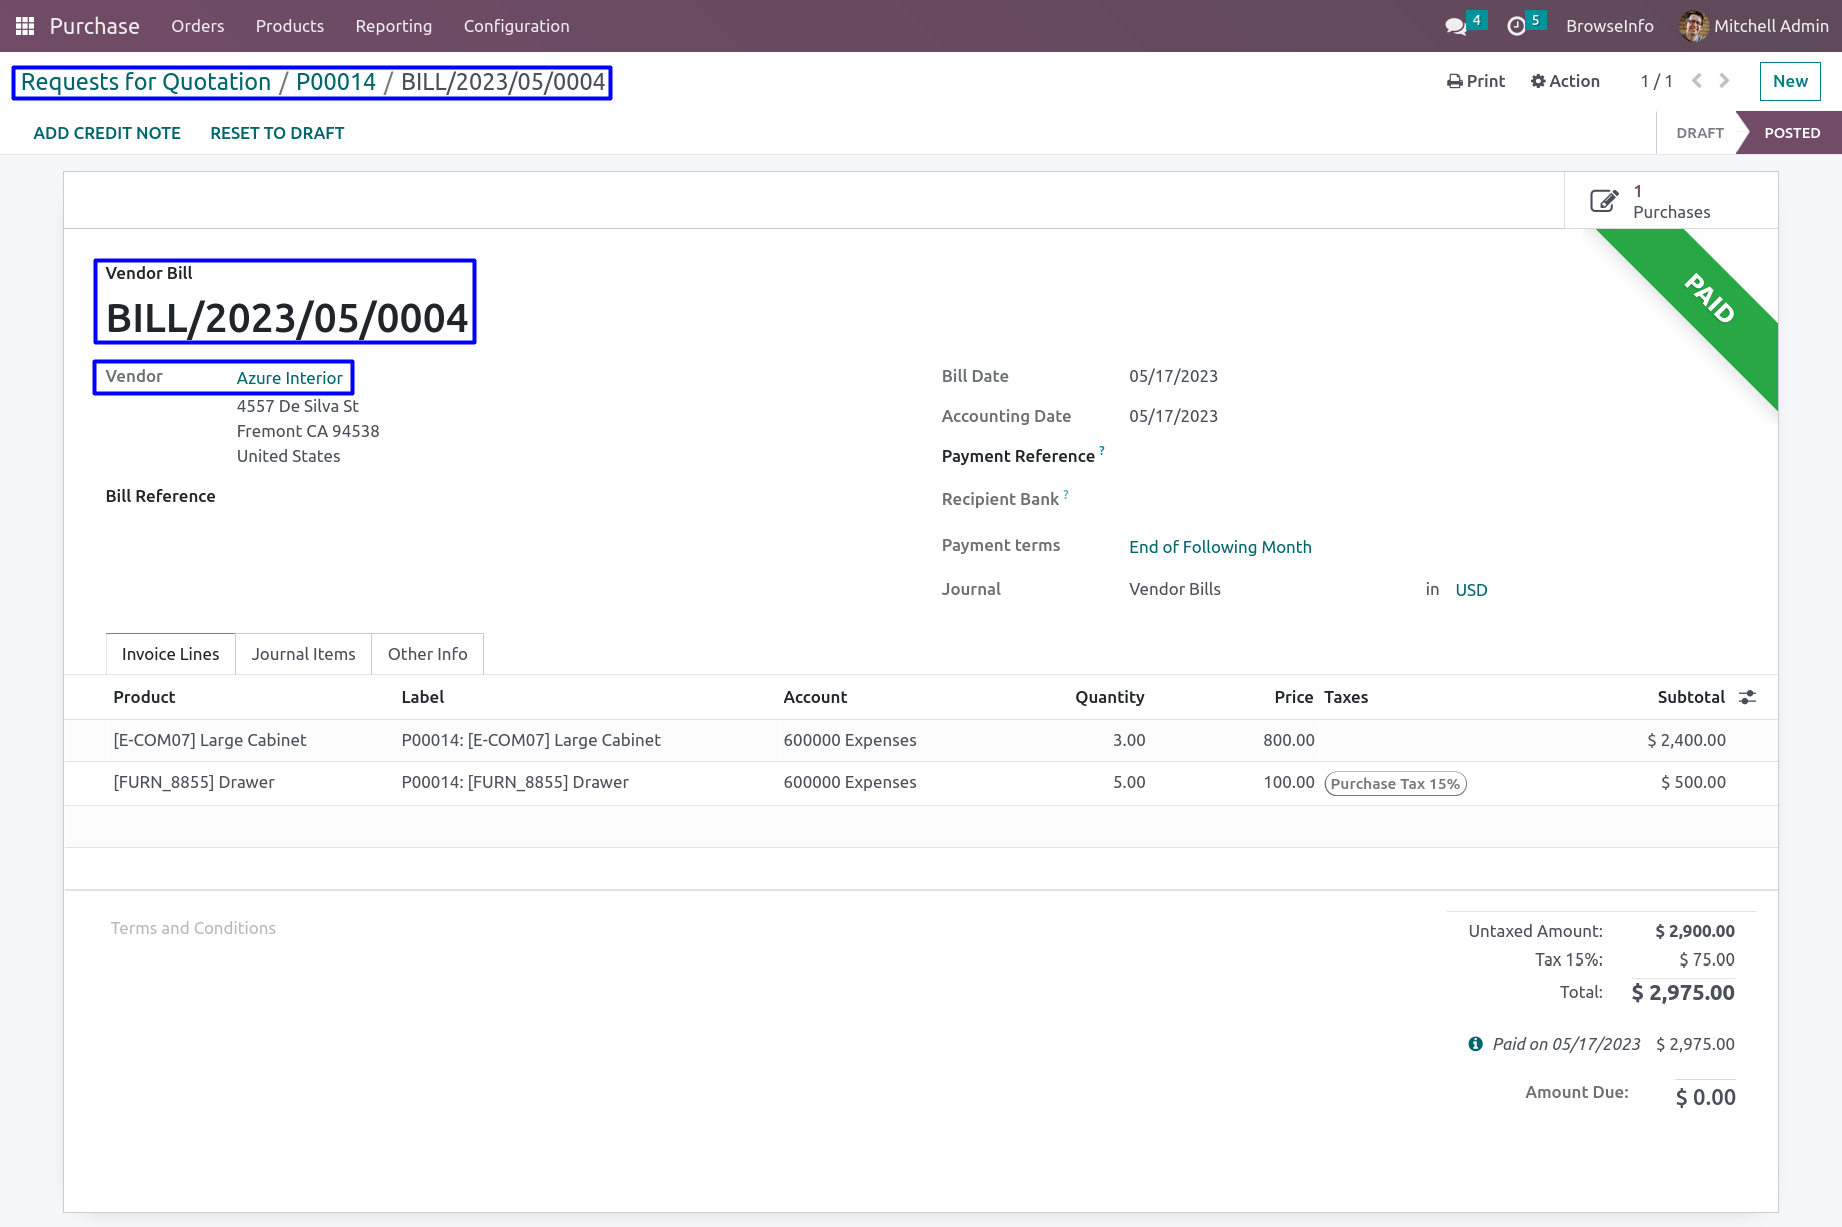 Purchase Orders Products Reporting Configuration 4 5 BrowseInfo Mitchell Admin
Requests for Quotation / P00014 / BILL/2023/05/0004 Print Action 1 / 1 New
ADD CREDIT NOTE RESET TO DRAFT DRAFT POSTED
1
Purchases
PAID
Vendor Bill
BILL/2023/05/0004
Vendor Azure Interior Bill Date 05/17/2023
4557 De Silva St
Accounting Date 05/17/2023
Fremont CA 94538
United States Payment Reference ?
Bill Reference Recipient Bank ?
Payment terms End of Following Month
Journal Vendor Bills in USD
Invoice Lines Journal Items Other Info
Product Label Account Quantity Price Taxes Subtotal
[E-COM07] Large Cabinet P00014: [E-COM07] Large Cabinet 600000 Expenses 3.00 800.00 $ 2,400.00
[FURN_8855] Drawer P00014: [FURN_8855] Drawer 600000 Expenses 5.00 100.00 Purchase Tax 15% $ 500.00
Terms and Conditions Untaxed Amount: $ 2,900.00
Tax 15%: $ 75.00
Total: $ 2,975.00
Paid on 05/17/2023 $ 2,975.00
Amount Due: $ 0.00